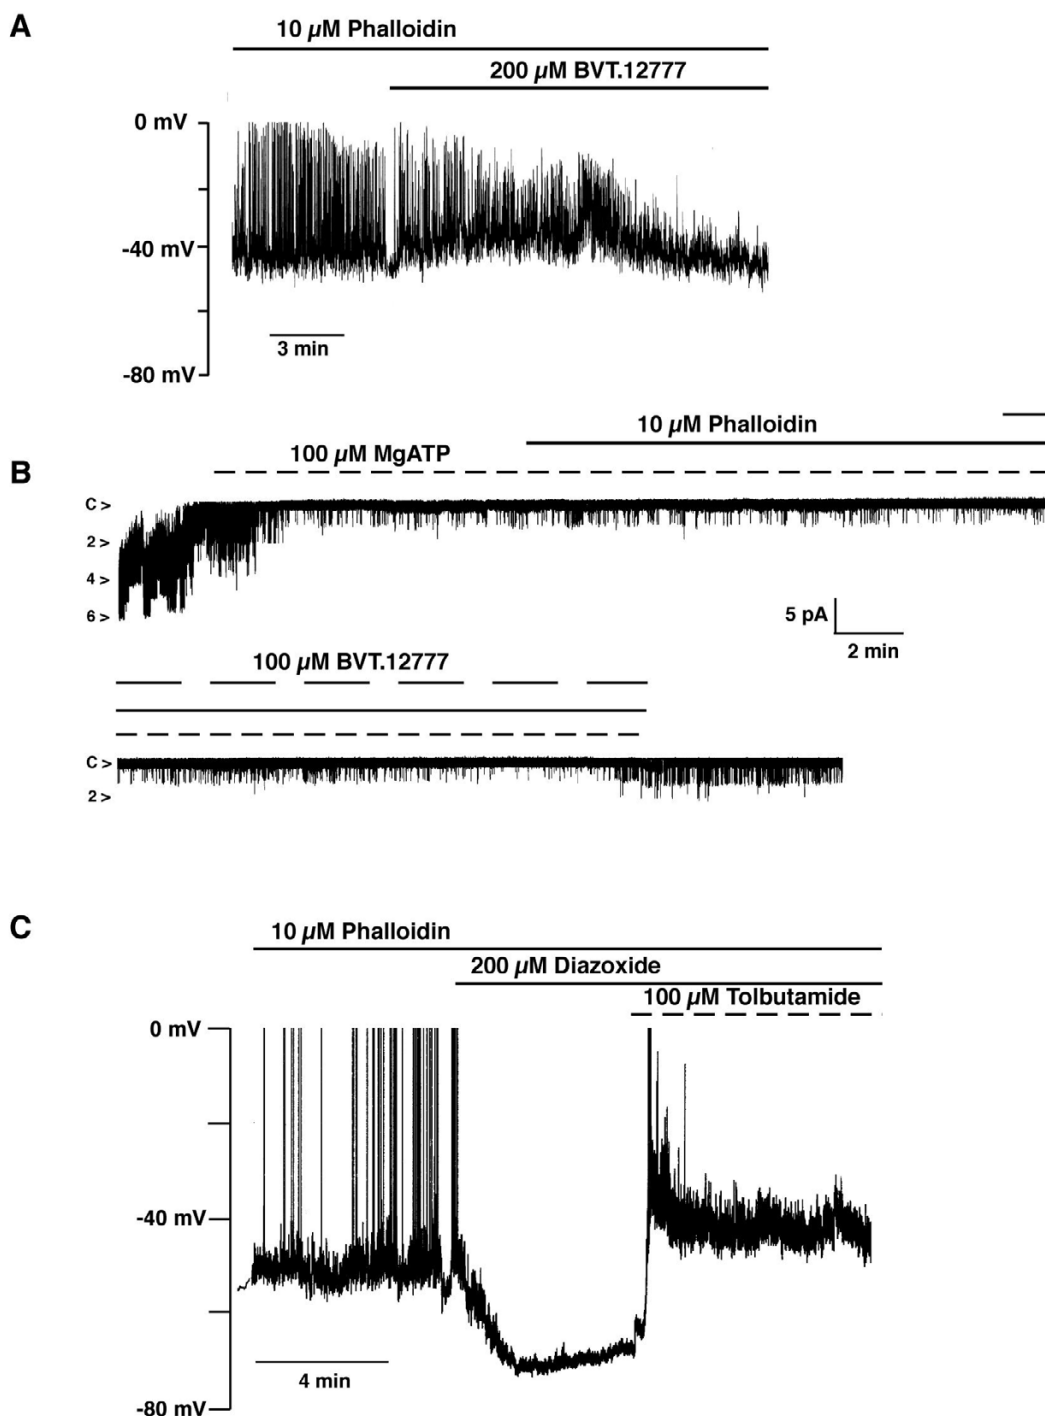 A
10 µM Phalloidin
200 µM BVT.12777
0 mV
-40 mV
3 min
-80 mV
10 µM Phalloidin
100 µM MgATP
B
C >
2 >
4 >
6 >
5 pA
2 min
100 µM BVT.12777
C >
2 >
C
10 µM Phalloidin
200 µM Diazoxide
100 µM Tolbutamide
0 mV
-40 mV
4 min
-80 mV